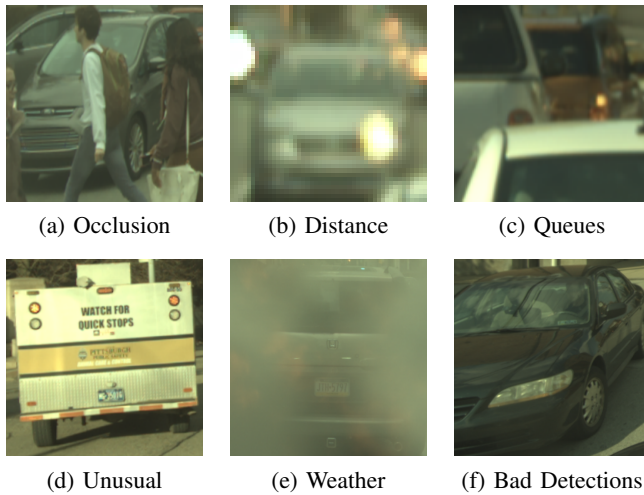 (a) Occlusion
(b) Distance
(c) Queues
WATCH FOR
QUICK STOPS
PITTSBURGH
(d) Unusual
(e) Weather
(f) Bad Detections